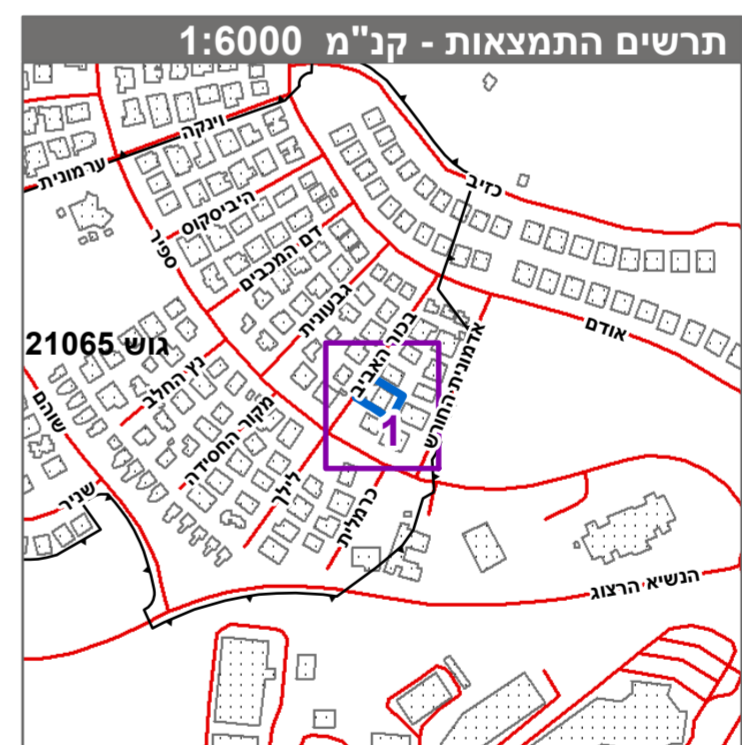 תרשים התמצאות - קנ"מ 1:6000
וינקה
ערמונית
כזיב
היביסקוס
ספיר
דם המכבים
גבעונית
בכור האביב
אדמונית החורש
אודם
גוש 21065
נץ החלב
שוהם
מקור החסידה
1
לילך
שניר
כרמלית
הנשיא הרצוג